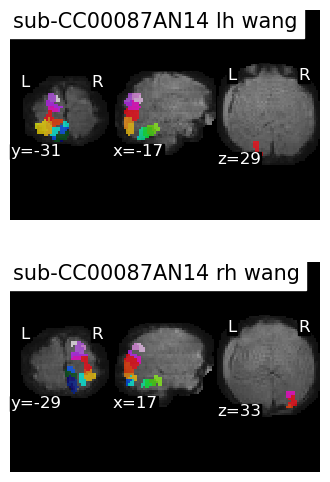 sub-CC00087AN14 lh wang
L R L R
y=-31 x=-17 z=29
sub-CC00087AN14 rh wang
L R L R
y=-29 x=17 z=33